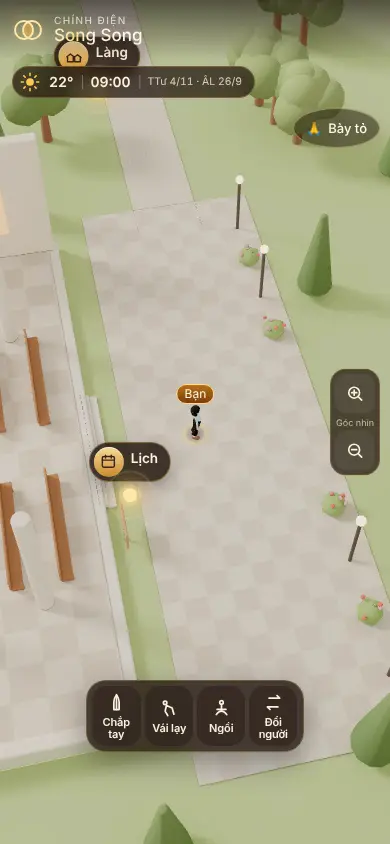 CHÍNH ĐIỆN
Song Song
Làng
22° 09:00 TTư 4/11 · ÂL 26/9
🙏 Bày tỏ
Bạn
Góc nhìn
Lịch
Chắp tay
Vái lạy
Ngồi
Đổi người